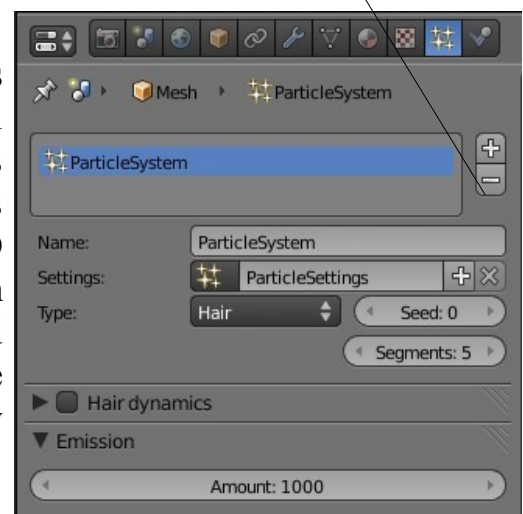 Mesh ParticleSystem
ParticleSystem
Name: ParticleSystem
Settings: ParticleSettings
Type: Hair Seed: 0
Segments: 5
Hair dynamics
Emission
Amount: 1000